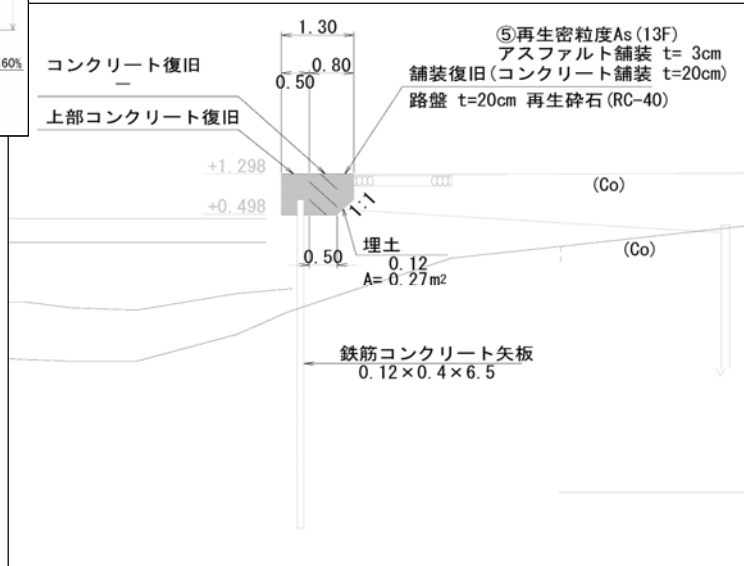 60%
1.30
⑤再生密粒度As(13F)
アスファルト舗装 t= 3cm
コンクリート復旧
0.80
舗装復旧(コンクリート舗装 t=20cm)
0.50
路盤 t=20cm 再生砕石(RC-40)
上部コンクリート復旧
+1.298
(Co)
+0.498
1:1
埋土
(Co)
0.50
0.12
A= 0.27m2
鉄筋コンクリート矢板
0.12×0.4×6.5